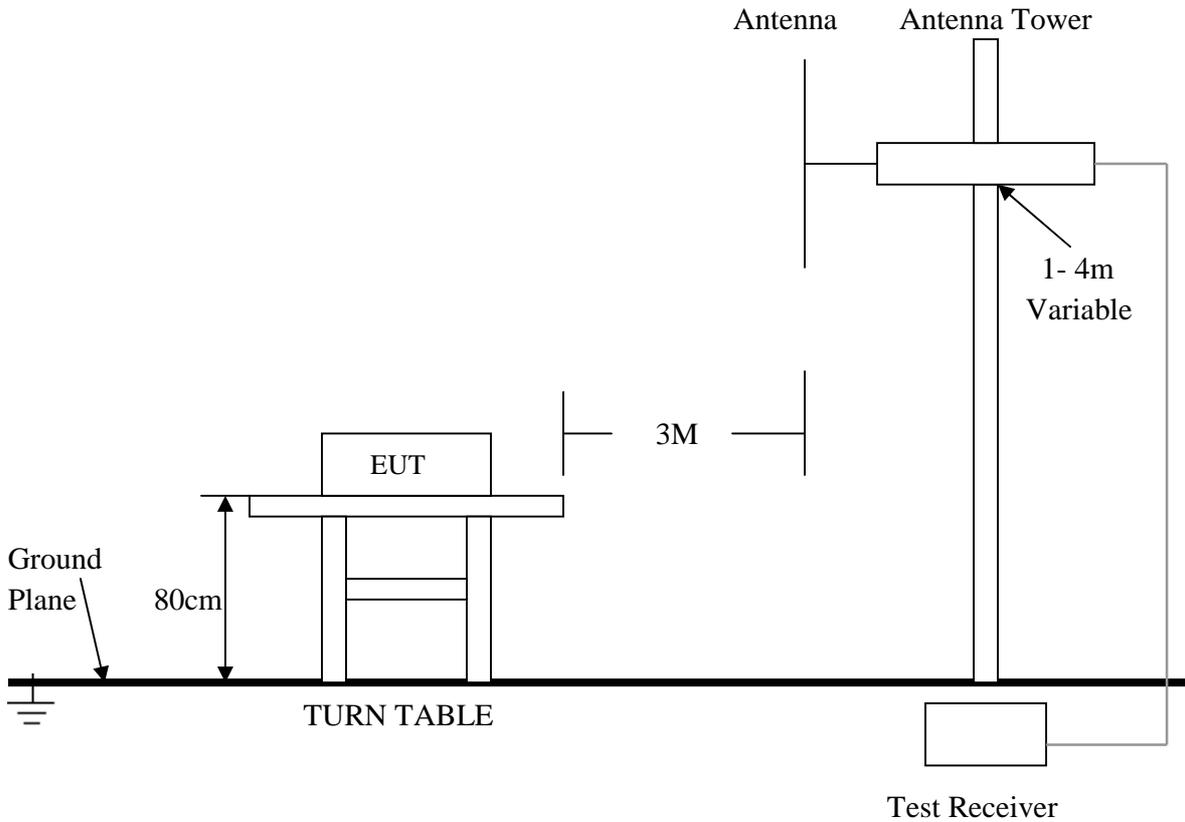 Antenna
Antenna Tower
1- 4m
Variable
3M
EUT
Ground
Plane
80cm
TURN TABLE
Test Receiver